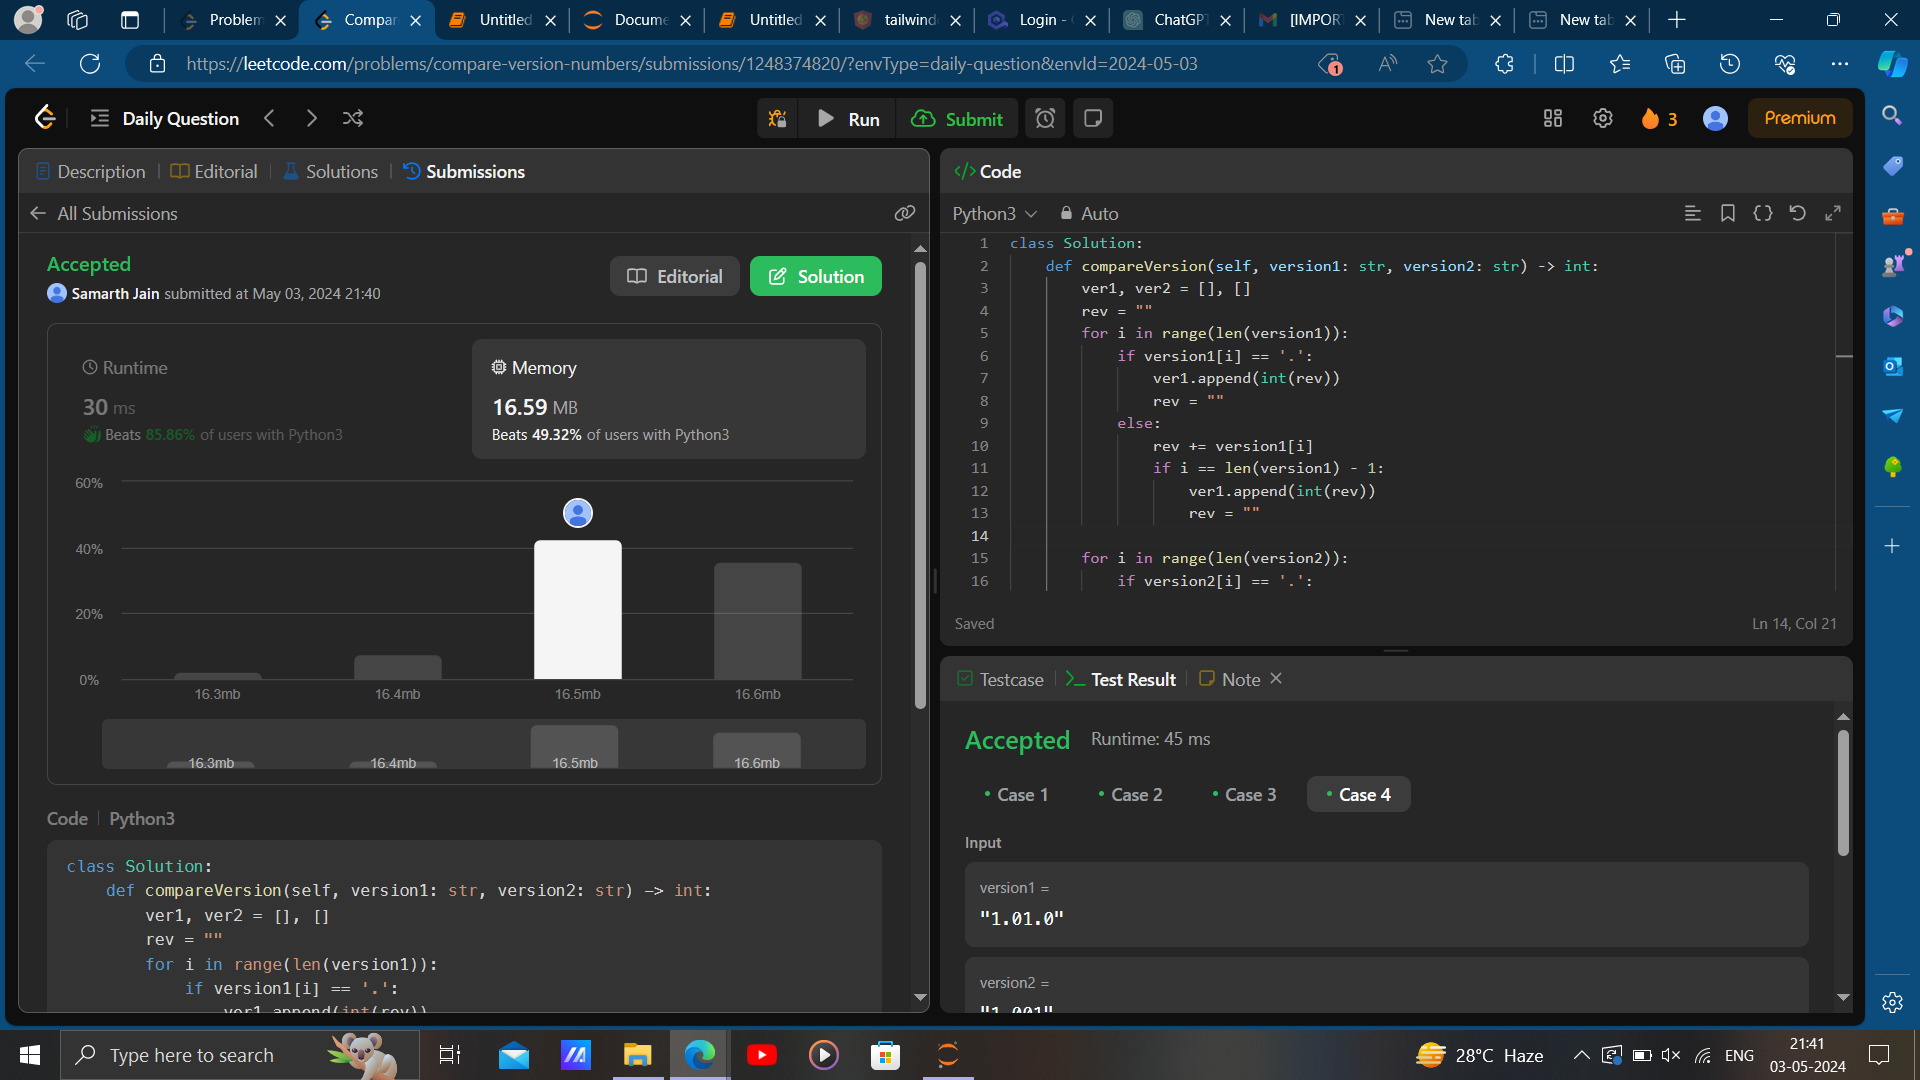 Problem
Compar
Untitled
Docume
Untitled
tailwind
Login -
ChatGPT
[IMPOR
New tab
New tab
https://leetcode.com/problems/compare-version-numbers/submissions/1248374820/?envType=daily-question&envId=2024-05-03
1
Daily Question
Run
Submit
3
Premium
Description
Editorial
Solutions
Submissions
All Submissions
Accepted
Samarth Jain submitted at May 03, 2024 21:40
Editorial
Solution
Runtime
30 ms
Beats 85.86% of users with Python3
Memory
16.59 MB
Beats 49.32% of users with Python3
60%
40%
20%
0%
16.3mb 16.4mb 16.5mb 16.6mb
16.3mb 16.4mb 16.5mb 16.6mb
Code | Python3
class Solution:
def compareVersion(self, version1: str, version2: str) -> int:
ver1, ver2 = [], []
rev = ""
for i in range(len(version1)):
if version1[i] == '.':
ver1.append(int(rev))
</> Code
Python3
Auto
1 class Solution:
2 def compareVersion(self, version1: str, version2: str) -> int:
3 ver1, ver2 = [], []
4 rev = ""
5 for i in range(len(version1)):
6 if version1[i] == '.':
7 ver1.append(int(rev))
8 rev = ""
9 else:
10 rev += version1[i]
11 if i == len(version1) - 1:
12 ver1.append(int(rev))
13 rev = ""
14
15 for i in range(len(version2)):
16 if version2[i] == '.':
Saved
Ln 14, Col 21
Testcase
Test Result
Note
Accepted Runtime: 45 ms
Case 1
Case 2
Case 3
Case 4
Input
version1 =
"1.01.0"
version2 =
"1.001"
Type here to search
28°C Haze
ENG
21:41
03-05-2024